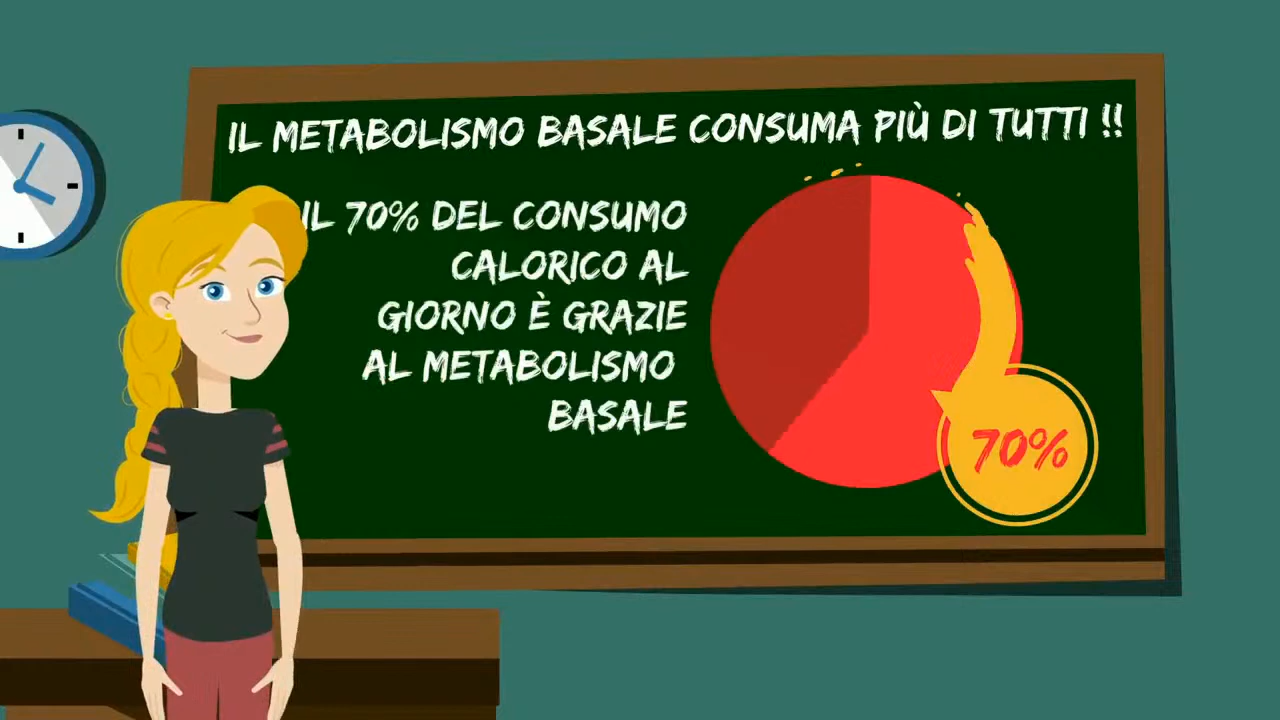 IL METABOLISMO BASALE CONSUMA PIÙ DI TUTTI !!
IL 70% DEL CONSUMO
CALORICO AL
GIORNO È GRAZIE
AL METABOLISMO
BASALE
70%